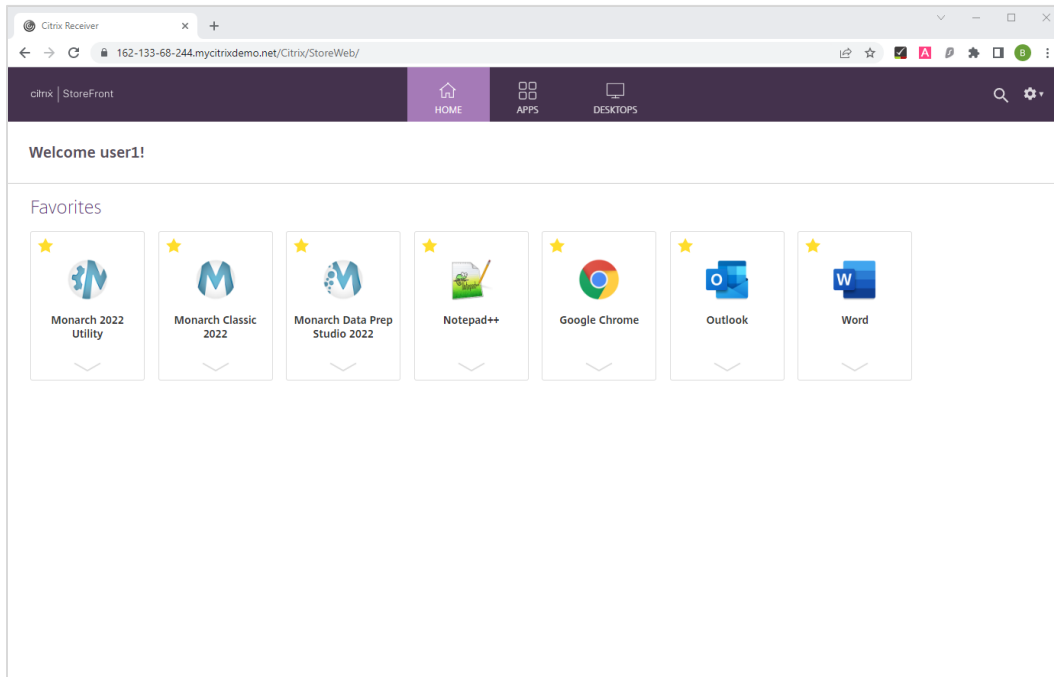 Citrix Receiver
162-133-68-244.mycitrixdemo.net/Citrix/StoreWeb/
A
B
citrix | StoreFront
HOME
APPS
DESKTOPS
Welcome user1!
Favorites
Monarch 2022
Utility
Monarch Classic
2022
Monarch Data Prep
Studio 2022
Notepad++
Google Chrome
Outlook
Word